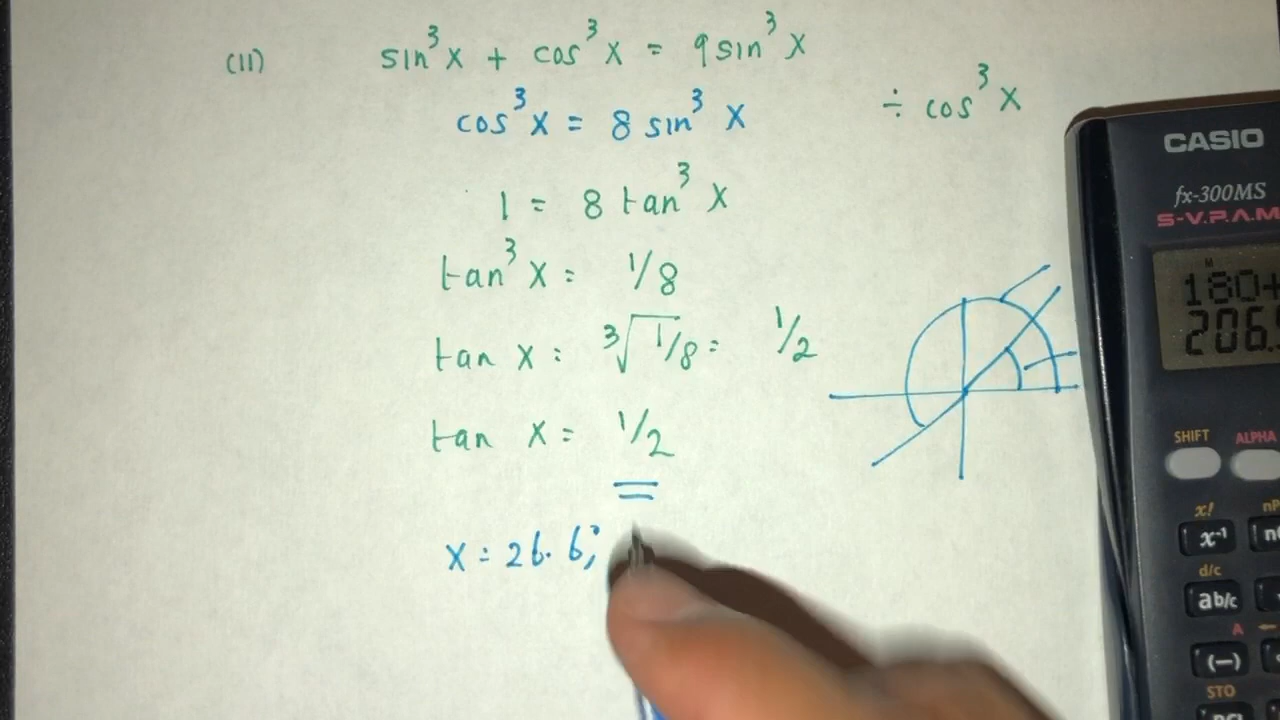 (11) sin³x + cos³x = 9sin³x
cos³x = 8 sin³ x ÷ cos³x
1 = 8 tan³ x
tan³ x = 1/8
tan x = ³√1/8 = 1/2
tan x = 1/2
x = 26.6;
CASIO
fx-300MS
S-V.P.A.M
M
180+
206.
SHIFT ALPHA
x!
x⁻¹
d/c
ab/c
A
(−)
STO